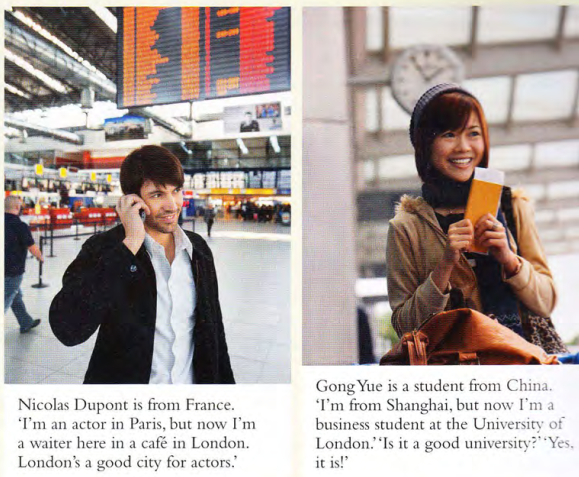 Nicolas Dupont is from France.
‘I’m an actor in Paris, but now I’m
a waiter here in a café in London.
London’s a good city for actors.’
Gong Yue is a student from China.
‘I’m from Shanghai, but now I’m a
business student at the University of
London.’ ‘Is it a good university?’ ‘Yes,
it is!’